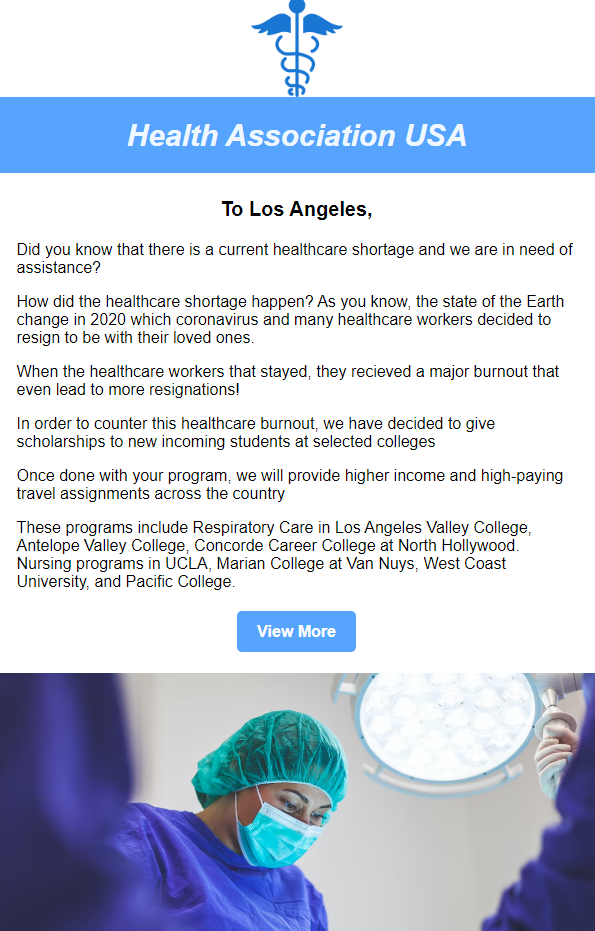 Health Association USA
To Los Angeles,
Did you know that there is a current healthcare shortage and we are in need of
assistance?
How did the healthcare shortage happen? As you know, the state of the Earth
change in 2020 which coronavirus and many healthcare workers decided to
resign to be with their loved ones.
When the healthcare workers that stayed, they recieved a major burnout that
even lead to more resignations!
In order to counter this healthcare burnout, we have decided to give
scholarships to new incoming students at selected colleges
Once done with your program, we will provide higher income and high-paying
travel assignments across the country
These programs include Respiratory Care in Los Angeles Valley College,
Antelope Valley College, Concorde Career College at North Hollywood.
Nursing programs in UCLA, Marian College at Van Nuys, West Coast
University, and Pacific College.
View More